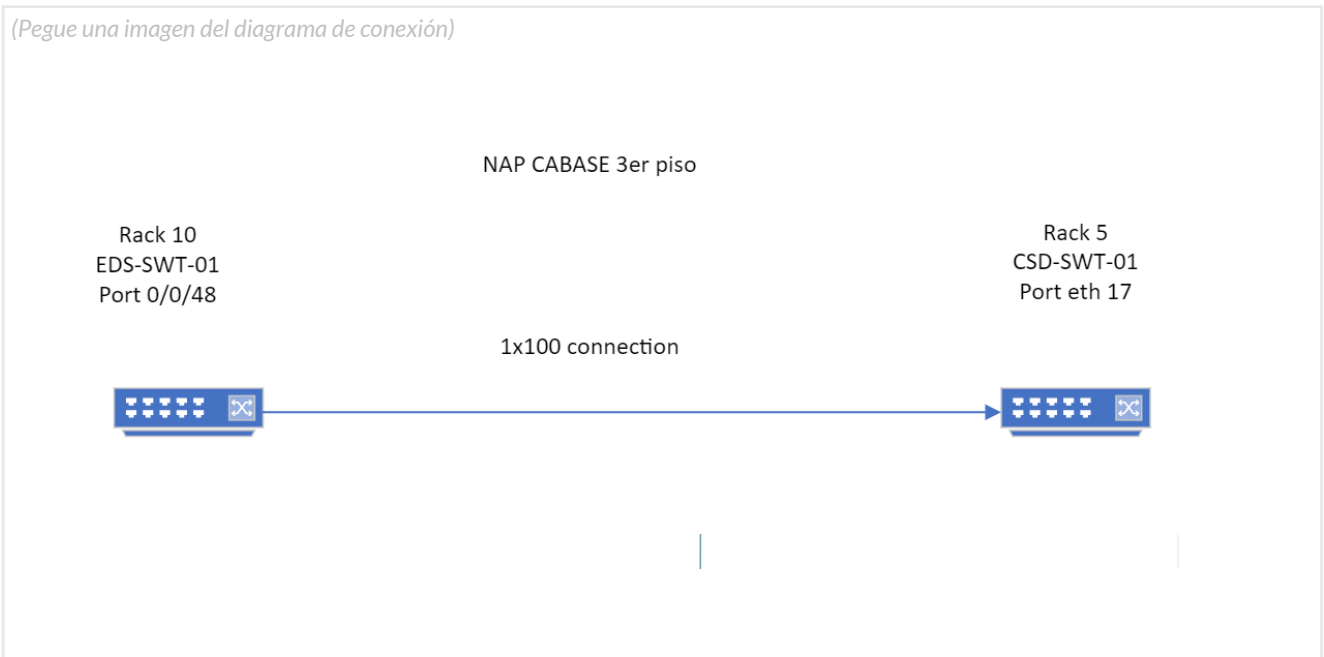 (Pegue una imagen del diagrama de conexión)
NAP CABASE 3er piso
Rack 10
EDS-SWT-01
Port 0/0/48
Rack 5
CSD-SWT-01
Port eth 17
1x100 connection